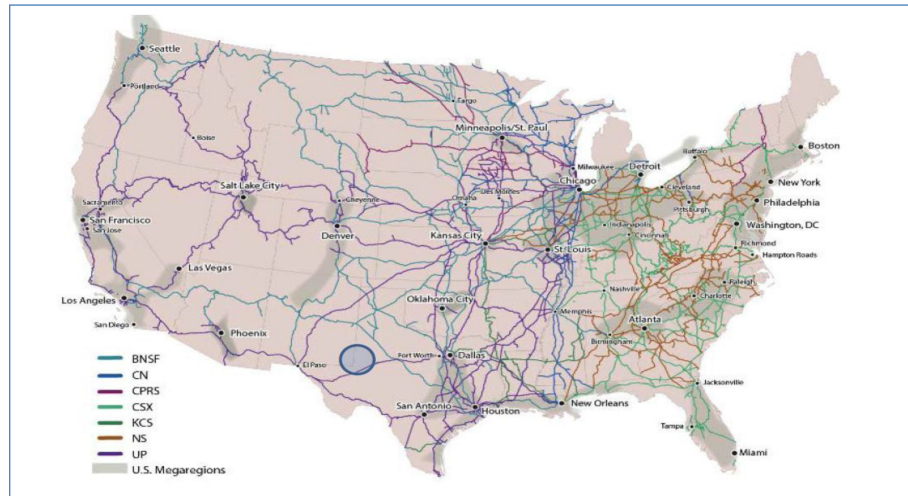 Seattle
Portland
Fargo
Minneapolis/St. Paul
Boise
Buffalo
Boston
Milwaukee
Detroit
Chicago
Cleveland
New York
Salt Lake City
Cheyenne
Omaha
Des Moines
Pittsburgh
Philadelphia
Sacramento
San Francisco
San Jose
Denver
Kansas City
St. Louis
Indianapolis
Cincinnati
Washington, DC
Richmond
Hampton Roads
Las Vegas
Nashville
Raleigh
Los Angeles
Oklahoma City
Memphis
Charlotte
San Diego
Phoenix
Atlanta
Birmingham
El Paso
Fort Worth
Dallas
Jacksonville
San Antonio
Houston
New Orleans
Tampa
Miami
BNSF
CN
CPRS
CSX
KCS
NS
UP
U.S. Megaregions